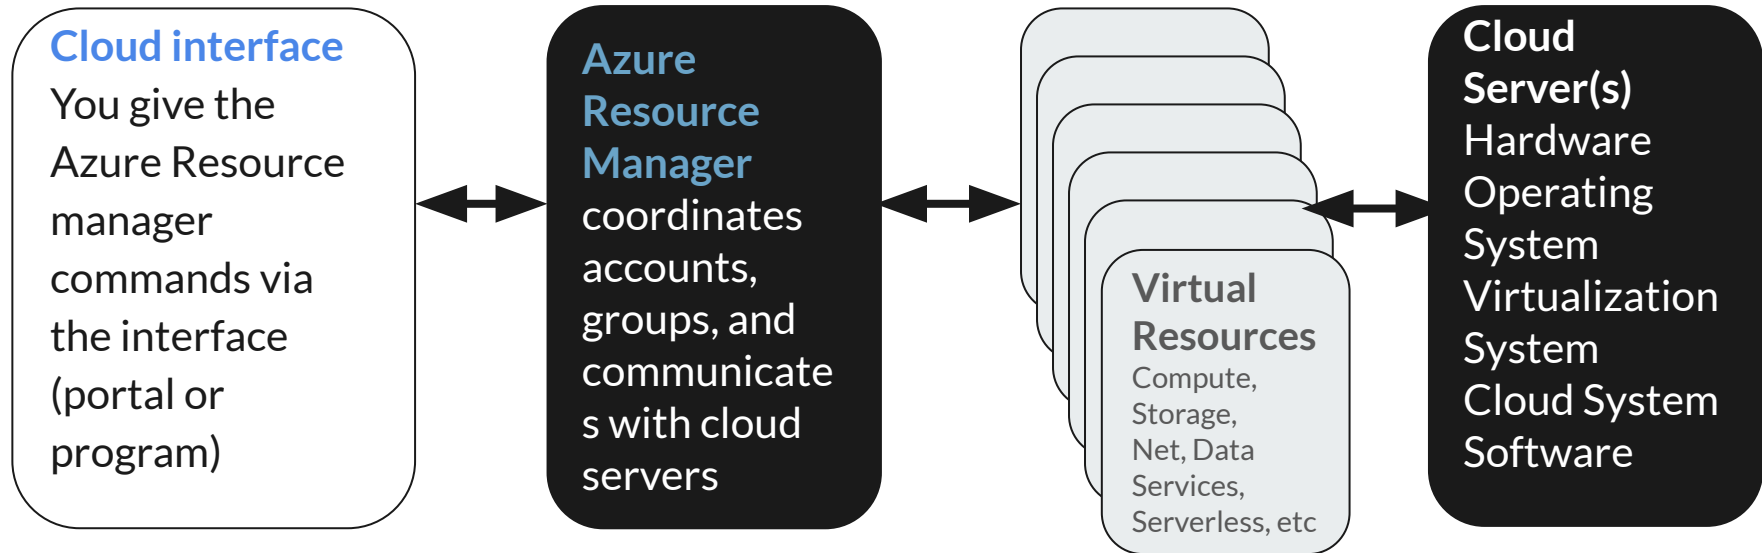 Cloud interface
You give the
Azure Resource
manager
commands via
the interface
(portal or
program)
Azure
Resource
Manager
coordinates
accounts,
groups, and
communicate
s with cloud
servers
Virtual
Resources
Compute,
Storage,
Net, Data
Services,
Serverless, etc
Cloud
Server(s)
Hardware
Operating
System
Virtualization
System
Cloud System
Software